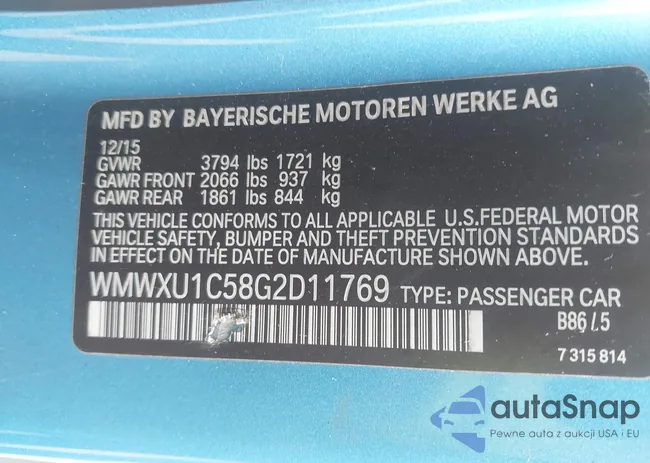 MFD BY BAYERISCHE MOTOREN WERKE AG
12/15
GVWR 3794 lbs 1721 kg
GAWR FRONT 2066 lbs 937 kg
GAWR REAR 1861 lbs 844 kg
THIS VEHICLE CONFORMS TO ALL APPLICABLE U.S.FEDERAL MOTOR
VEHICLE SAFETY, BUMPER AND THEFT PREVENTION STANDARDS
IN EFFECT ON THE DATE OF MANUFACTURE SHOWN ABOVE.
WMWXU1C58G2D11769 TYPE: PASSENGER CAR
B86/.5
7 315 814
autaSnap
Pewne auta z aukcji USA i EU